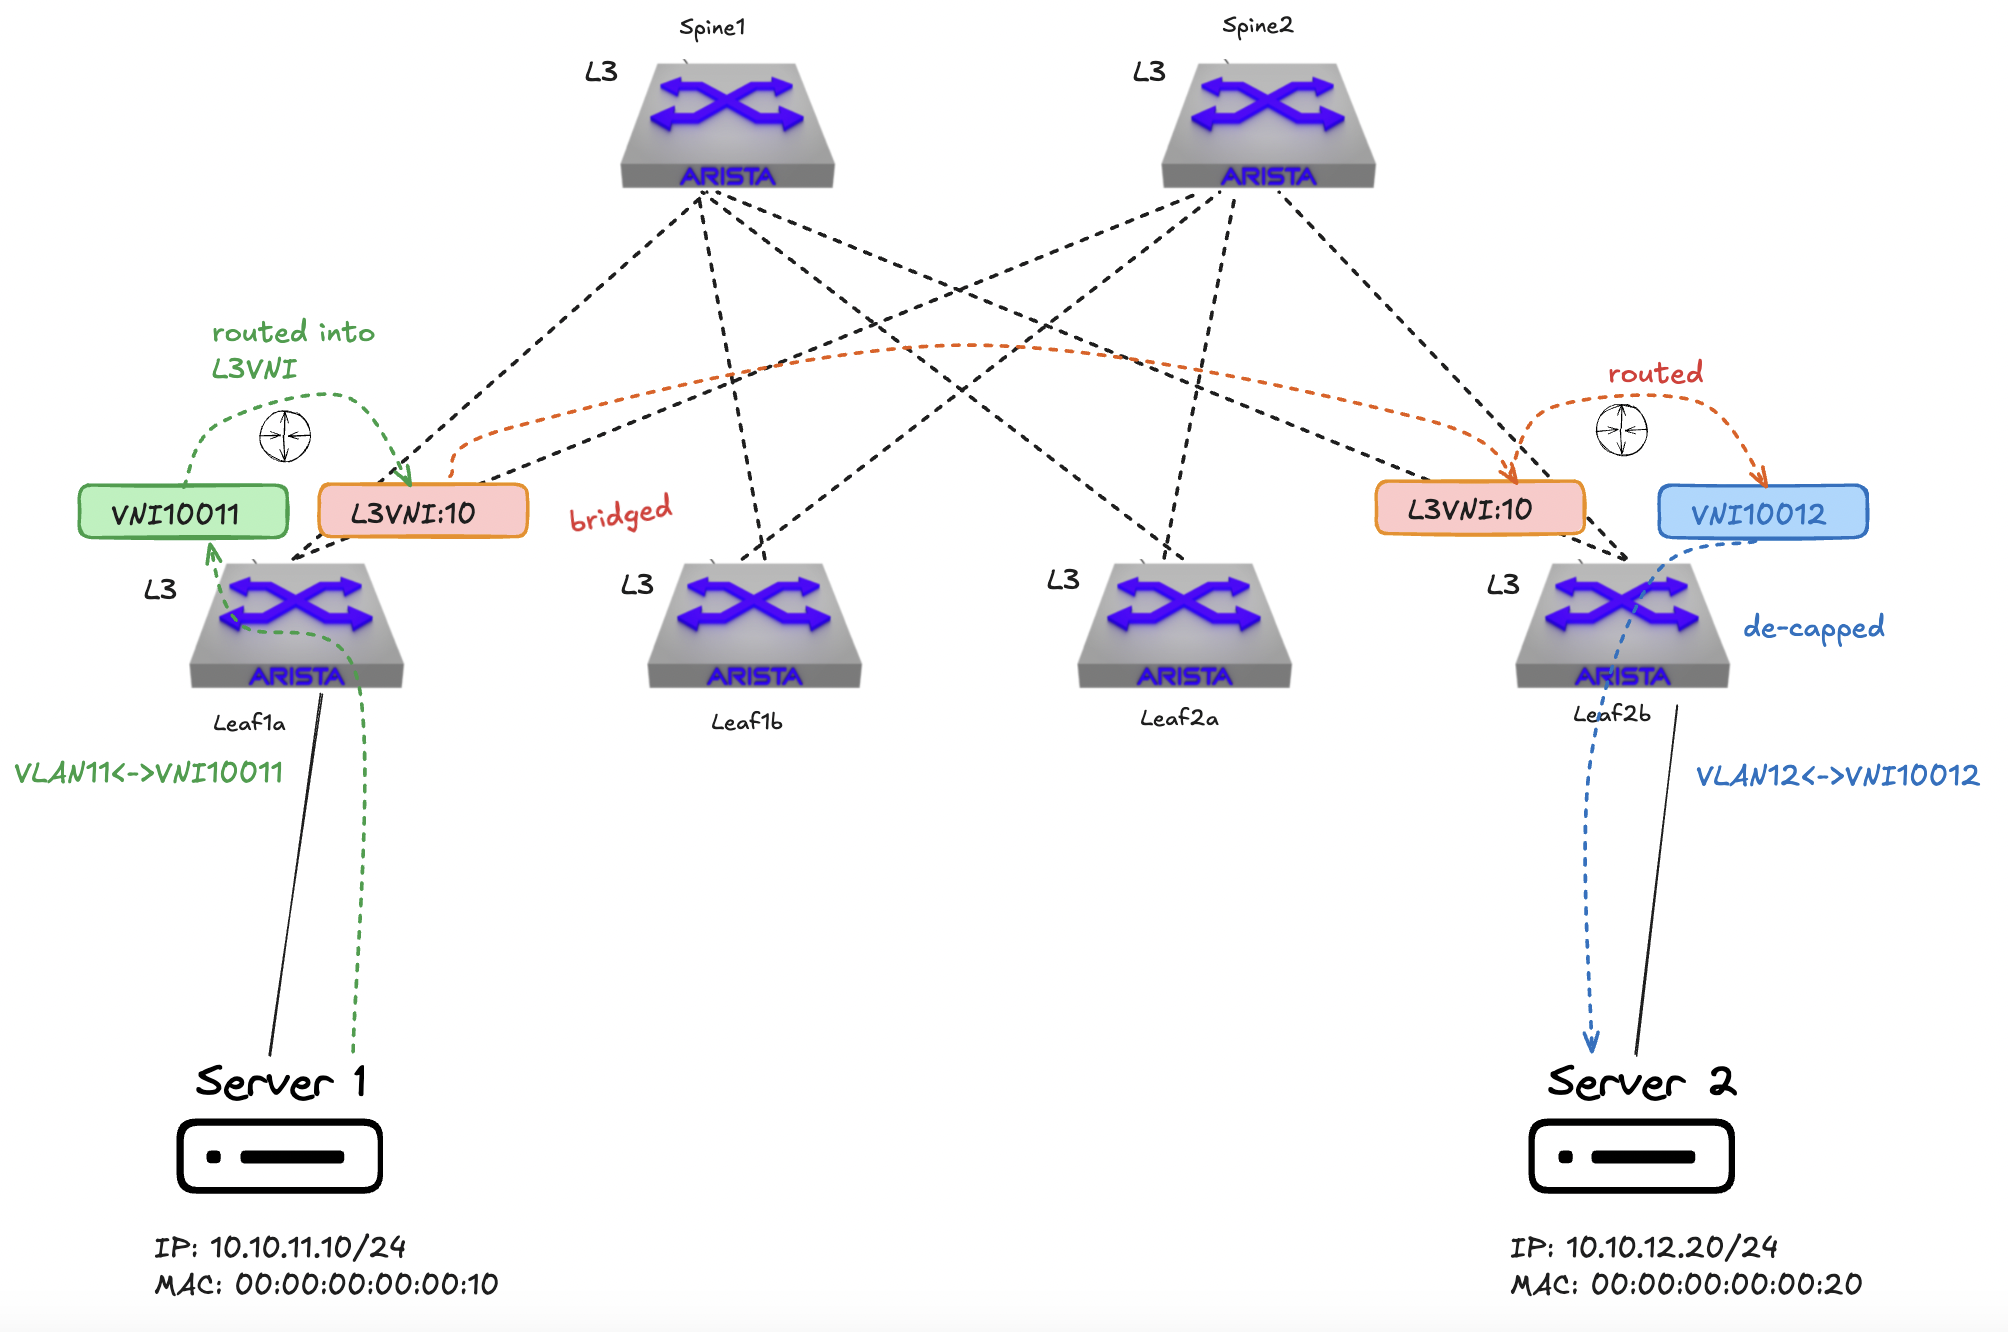 Spine1
Spine2
L3
L3
ARISTA
ARISTA
routed into
L3VNI
routed
VNI10011
L3VNI:10
bridged
L3VNI:10
VNI10012
L3
L3
L3
L3
de-capped
ARISTA
ARISTA
ARISTA
ARISTA
Leaf1a
Leaf1b
Leaf2a
Leaf2b
VLAN11<->VNI10011
VLAN12<->VNI10012
Server 1
Server 2
IP: 10.10.11.10/24
MAC: 00:00:00:00:00:10
IP: 10.10.12.20/24
MAC: 00:00:00:00:00:20